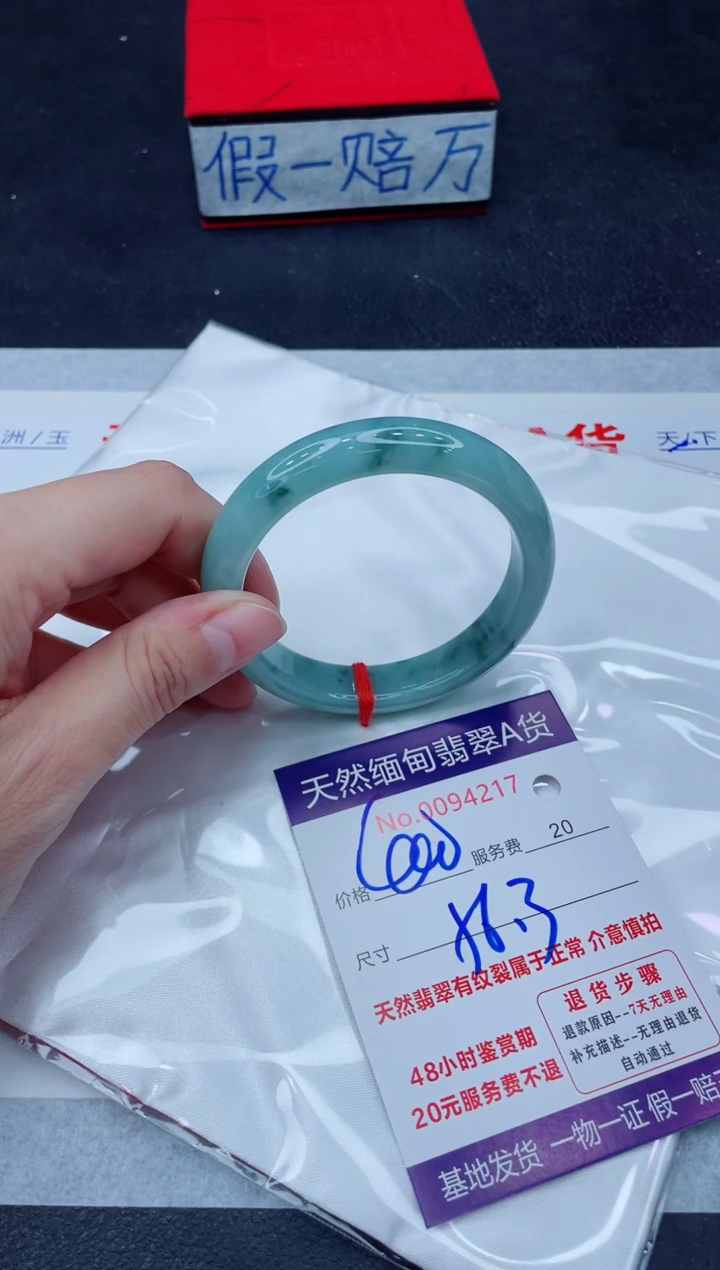 假一赔万
洲/玉
A货
天/下
天然缅甸翡翠A货
No.0094217
价格 600 服务费 20
尺寸 56.3
天然翡翠有纹裂属于正常 介意慎拍
48小时鉴赏期
20元服务费不退
退货步骤
退款原因--7天无理由
补充描述--无理由退货
自动通过
基地发货 一物一证 假一赔